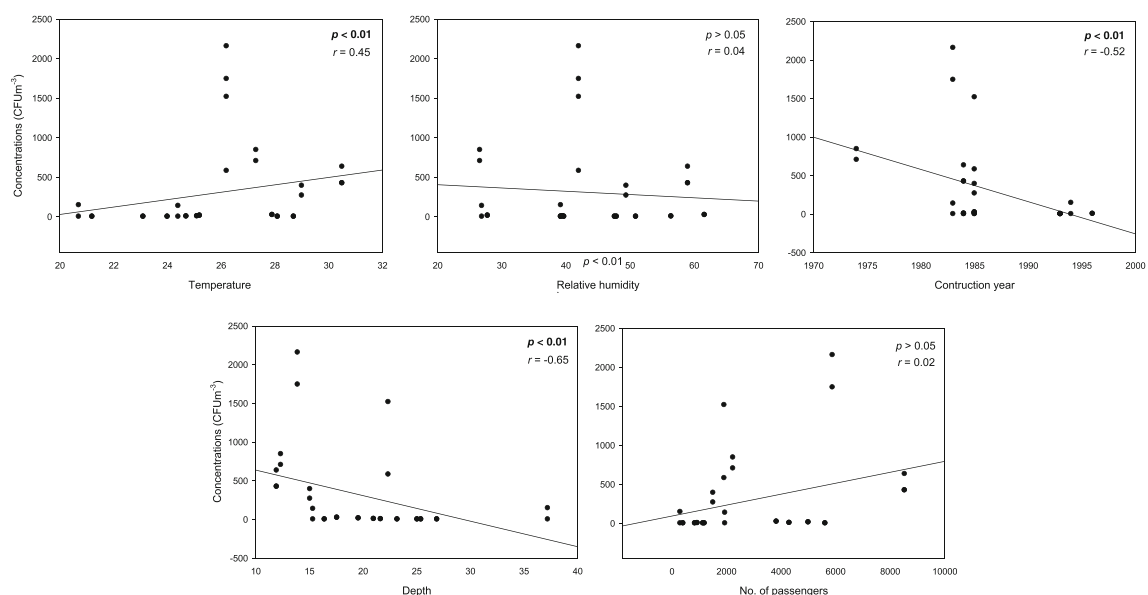 2500
2000
1500
1000
500
0
20 22 24 26 28 30 32
Temperature
Concentrations (CFUm-3)
p < 0.01
r = 0.45
2500
2000
1500
1000
500
0
20 30 40 50 60 70
p < 0.01
Relative humidity
p > 0.05
r = 0.04
2500
2000
1500
1000
500
0
-500
1970 1975 1980 1985 1990 1995 2000
Contruction year
p < 0.01
r = -0.52
2500
2000
1500
1000
500
0
-500
10 15 20 25 30 35 40
Depth
Concentrations (CFUm-3)
p < 0.01
r = -0.65
2500
2000
1500
1000
500
0
0 2000 4000 6000 8000 10000
No. of passengers
p > 0.05
r = 0.02